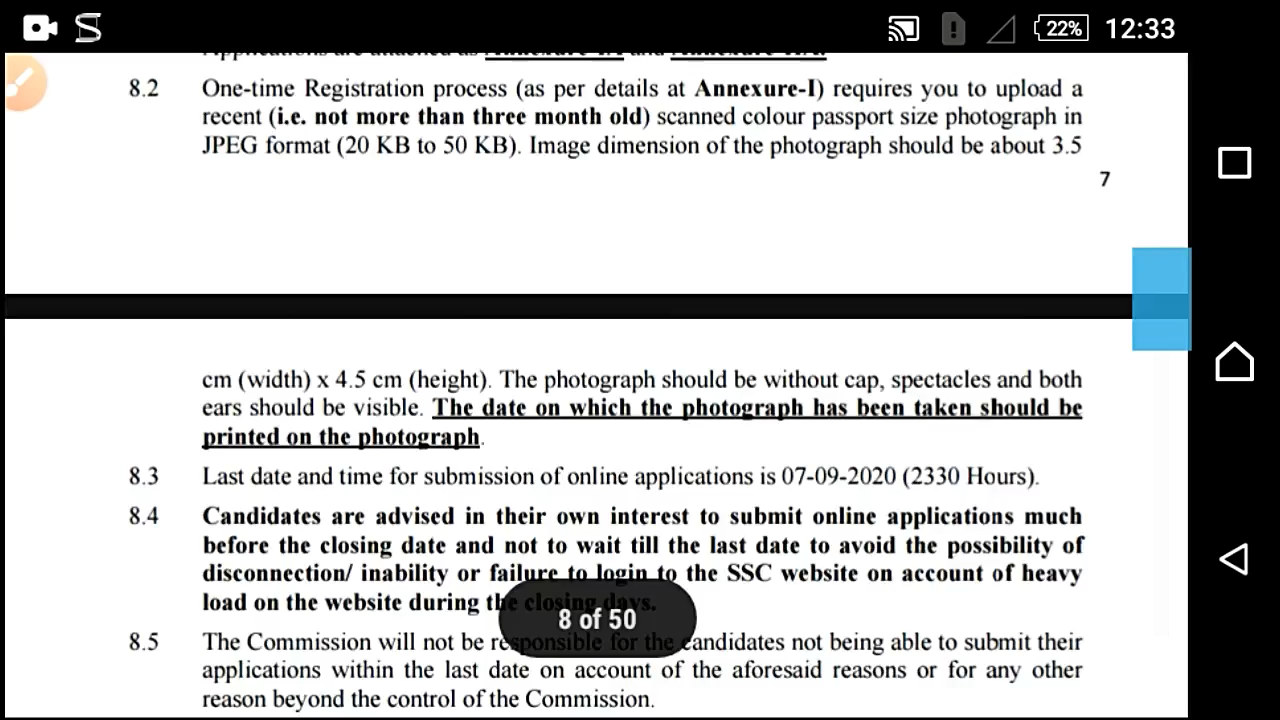 22% 12:33
Applications are attached as Annexure-IA and Annexure-IIA.
8.2 One-time Registration process (as per details at Annexure-I) requires you to upload a
recent (i.e. not more than three month old) scanned colour passport size photograph in
JPEG format (20 KB to 50 KB). Image dimension of the photograph should be about 3.5
7
cm (width) x 4.5 cm (height). The photograph should be without cap, spectacles and both
ears should be visible. The date on which the photograph has been taken should be
printed on the photograph.
8.3 Last date and time for submission of online applications is 07-09-2020 (2330 Hours).
8.4 Candidates are advised in their own interest to submit online applications much
before the closing date and not to wait till the last date to avoid the possibility of
disconnection/ inability or failure to login to the SSC website on account of heavy
load on the website during the closing days.
8 of 50
8.5 The Commission will not be responsible for the candidates not being able to submit their
applications within the last date on account of the aforesaid reasons or for any other
reason beyond the control of the Commission.